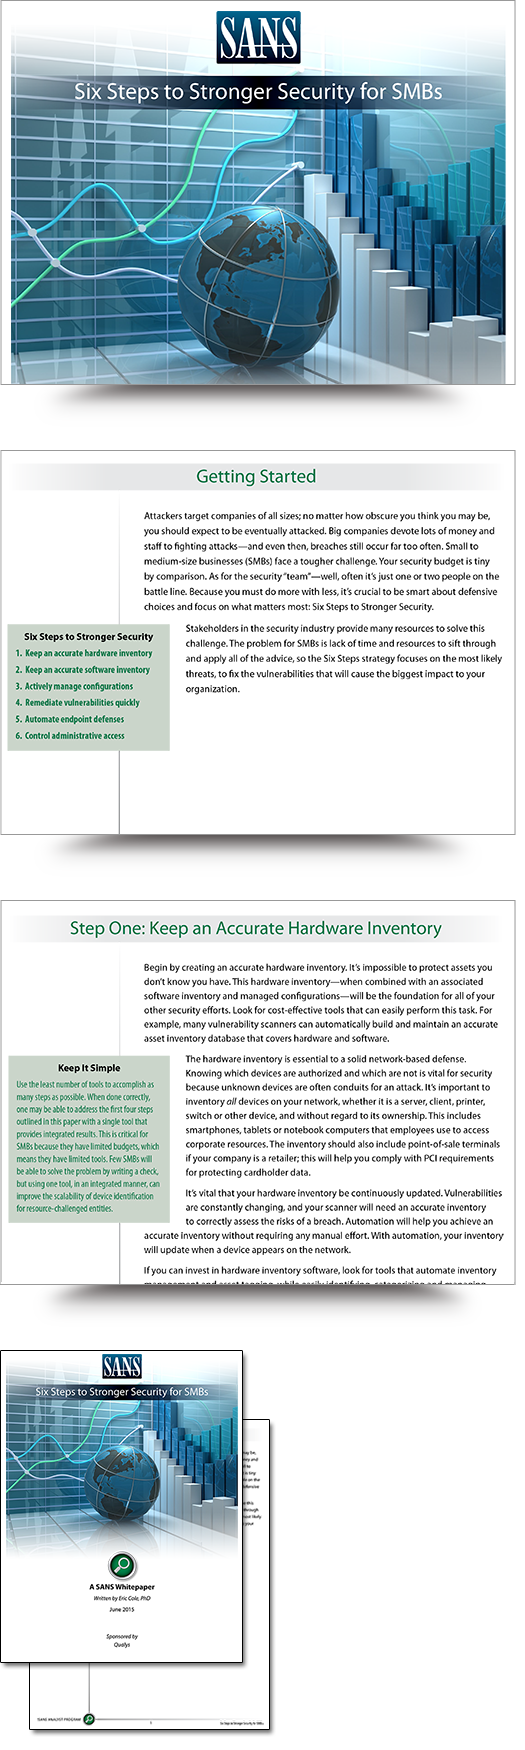 SANS
Six Steps to Stronger Security for SMBs
Getting Started
Attackers target companies of all sizes; no matter how obscure you think you may be,
you should expect to be eventually attacked. Big companies devote lots of money and
staff to fighting attacks—and even then, breaches still occur far too often. Small to
medium-size businesses (SMBs) face a tougher challenge. Your security budget is tiny
by comparison. As for the security “team”—well, often it’s just one or two people on the
battle line. Because you must do more with less, it’s crucial to be smart about defensive
choices and focus on what matters most: Six Steps to Stronger Security.
Six Steps to Stronger Security
1. Keep an accurate hardware inventory
2. Keep an accurate software inventory
3. Actively manage configurations
4. Remediate vulnerabilities quickly
5. Automate endpoint defenses
6. Control administrative access
Stakeholders in the security industry provide many resources to solve this
challenge. The problem for SMBs is lack of time and resources to sift through
and apply all of the advice, so the Six Steps strategy focuses on the most likely
threats, to fix the vulnerabilities that will cause the biggest impact to your
organization.
Step One: Keep an Accurate Hardware Inventory
Begin by creating an accurate hardware inventory. It’s impossible to protect assets you
don’t know you have. This hardware inventory—when combined with an associated
software inventory and managed configurations—will be the foundation for all of your
other security efforts. Look for cost-effective tools that can easily perform this task. For
example, many vulnerability scanners can automatically build and maintain an accurate
asset inventory database that covers hardware and software.
Keep It Simple
Use the least number of tools to accomplish as
many steps as possible. When done correctly,
one may be able to address the first four steps
outlined in this paper with a single tool that
provides integrated results. This is critical for
SMBs because they have limited budgets, which
means they have limited tools. Few SMBs will
be able to solve the problem by writing a check,
but using one tool, in an integrated manner, can
improve the scalability of device identification
for resource-challenged entities.
The hardware inventory is essential to a solid network-based defense.
Knowing which devices are authorized and which are not is vital for security
because unknown devices are often conduits for an attack. It’s important to
inventory all devices on your network, whether it is a server, client, printer,
switch or other device, and without regard to its ownership. This includes
smartphones, tablets or notebook computers that employees use to access
corporate resources. The inventory should also include point-of-sale terminals
if your company is a retailer; this will help you comply with PCI requirements
for protecting cardholder data.
It’s vital that your hardware inventory be continuously updated. Vulnerabilities
are constantly changing, and your scanner will need an accurate inventory
to correctly assess the risks of a breach. Automation will help you achieve an
accurate inventory without requiring any manual effort. With automation, your inventory
will update when a device appears on the network.
If you can invest in hardware inventory software, look for tools that automate inventory
management and asset tagging, while easily identifying, categorizing and managing
SANS
Six Steps to Stronger Security for SMBs
A SANS Whitepaper
Written by Eric Cole, PhD
June 2015
Sponsored by
Qualys
SANS ANALYST PROGRAM
1
Six Steps to Stronger Security for SMBs